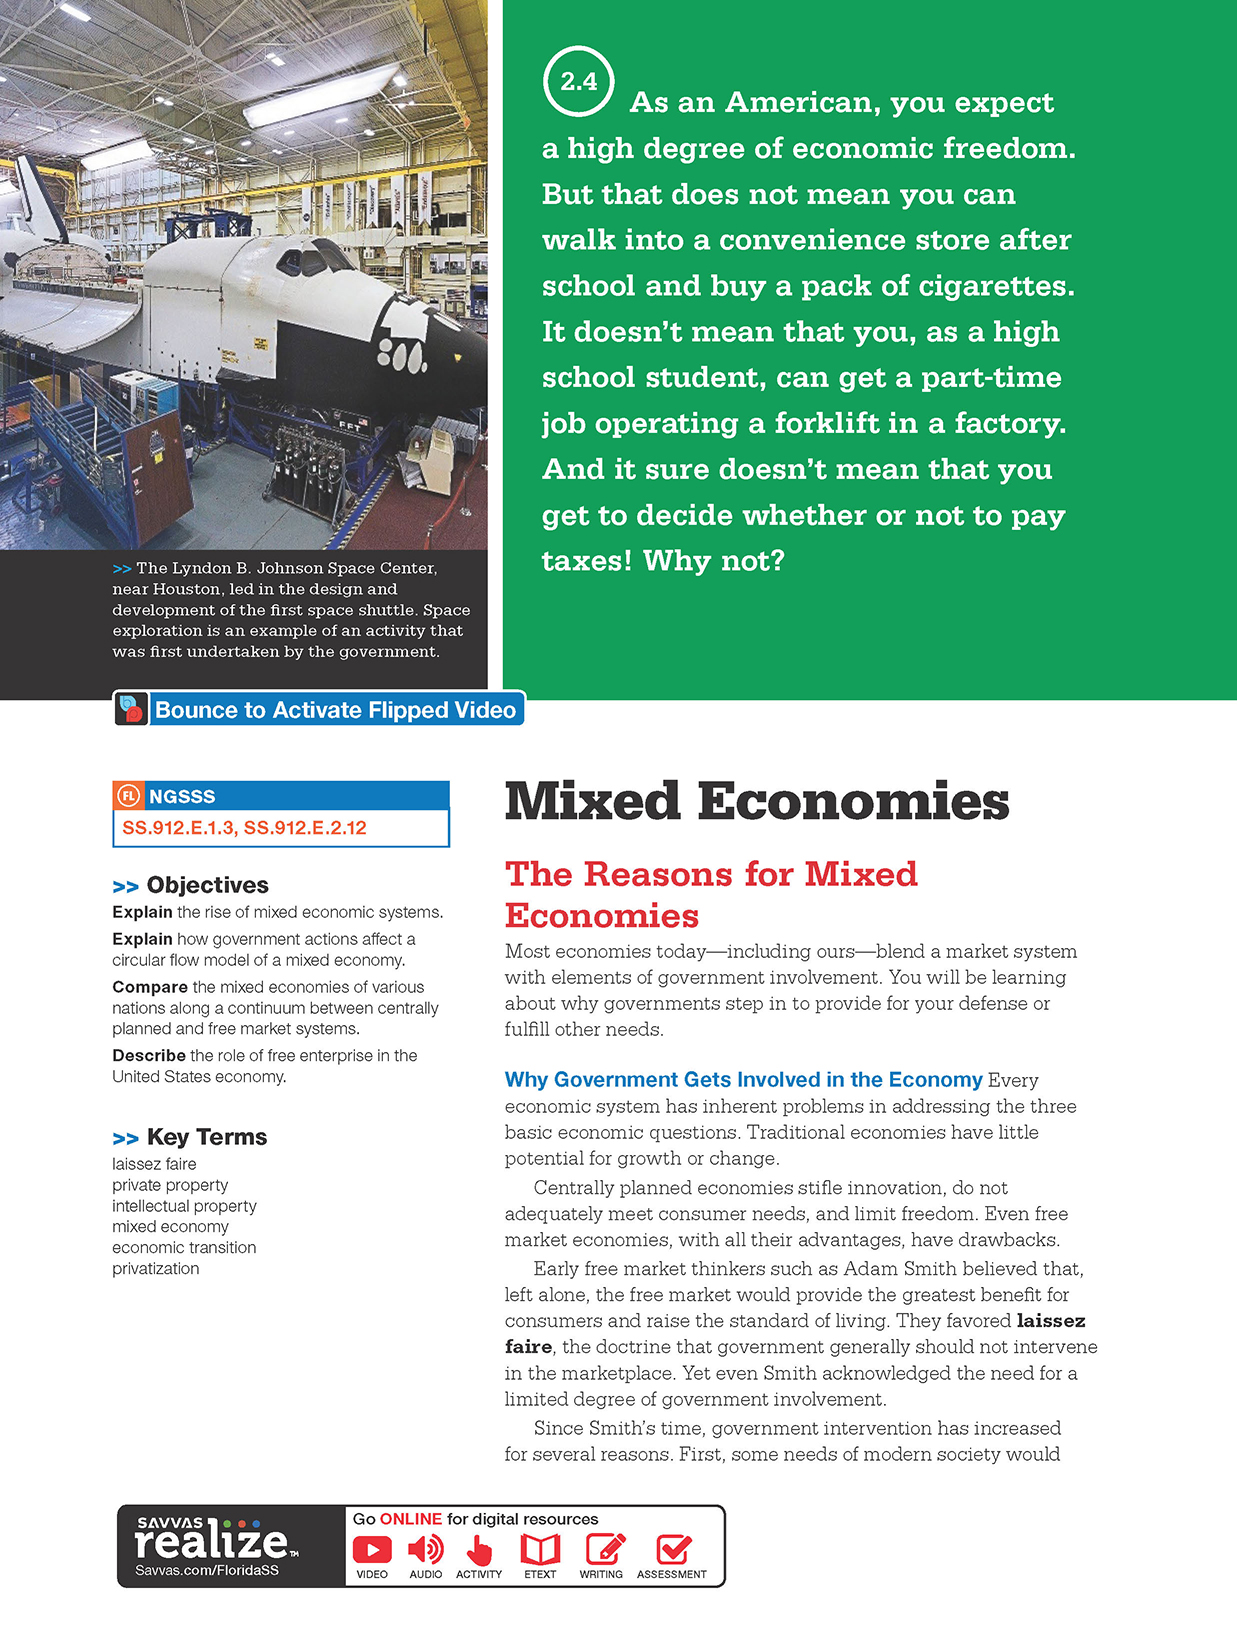 2.4
As an American, you expect
a high degree of economic freedom.
But that does not mean you can
walk into a convenience store after
school and buy a pack of cigarettes.
It doesn't mean that you, as a high
school student, can get a part-time
job operating a forklift in a factory.
And it sure doesn't mean that you
get to decide whether or not to pay
taxes! Why not?
FFT
>> The Lyndon B. Johnson Space Center,
near Houston, led in the design and
development of the first space shuttle. Space
exploration is an example of an activity that
was first undertaken by the government.
Bounce to Activate Flipped Video
FL NGSSS
SS.912.E.1.3, SS.912.E.2.12
>> Objectives
Explain the rise of mixed economic systems.
Explain how government actions affect a
circular flow model of a mixed economy.
Compare the mixed economies of various
nations along a continuum between centrally
planned and free market systems.
Describe the role of free enterprise in the
United States economy.
>> Key Terms
laissez faire
private property
intellectual property
mixed economy
economic transition
privatization
Mixed Economies
The Reasons for Mixed
Economies
Most economies today—including ours—blend a market system
with elements of government involvement. You will be learning
about why governments step in to provide for your defense or
fulfill other needs.
Why Government Gets Involved in the Economy Every
economic system has inherent problems in addressing the three
basic economic questions. Traditional economies have little
potential for growth or change.
Centrally planned economies stifle innovation, do not
adequately meet consumer needs, and limit freedom. Even free
market economies, with all their advantages, have drawbacks.
Early free market thinkers such as Adam Smith believed that,
left alone, the free market would provide the greatest benefit for
consumers and raise the standard of living. They favored laissez
faire, the doctrine that government generally should not intervene
in the marketplace. Yet even Smith acknowledged the need for a
limited degree of government involvement.
Since Smith's time, government intervention has increased
for several reasons. First, some needs of modern society would
SAVVAS
realize™
Savvas.com/FloridaSS
Go ONLINE for digital resources
VIDEO AUDIO ACTIVITY ETEXT WRITING ASSESSMENT